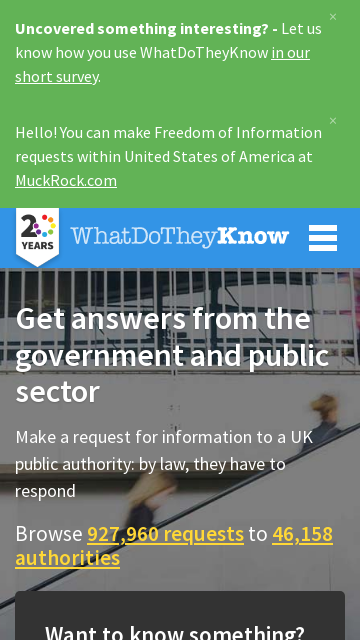 Uncovered something interesting? - Let us
know how you use WhatDoTheyKnow in our
short survey.
×
Hello! You can make Freedom of Information
requests within United States of America at
MuckRock.com
×
20
YEARS
WhatDoTheyKnow
Get answers from the
government and public
sector
Make a request for information to a UK
public authority: by law, they have to
respond
Browse 927,960 requests to 46,158
authorities
Want to know something?